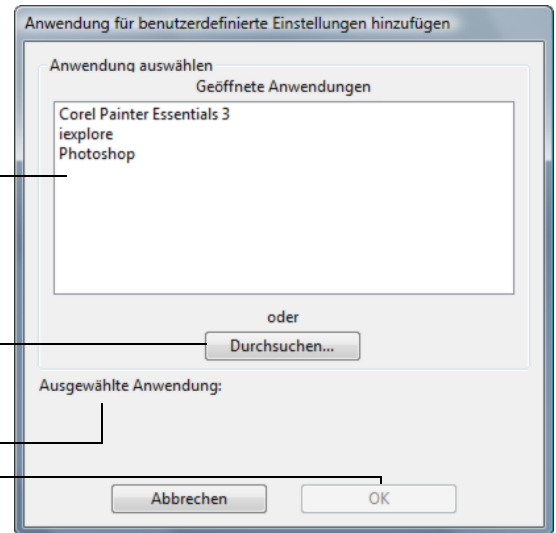 Anwendung für benutzerdefinierte Einstellungen hinzufügen
Anwendung auswählen
Geöffnete Anwendungen
Corel Painter Essentials 3
iexplore
Photoshop
oder
Durchsuchen...
Ausgewählte Anwendung:
Abbrechen
OK